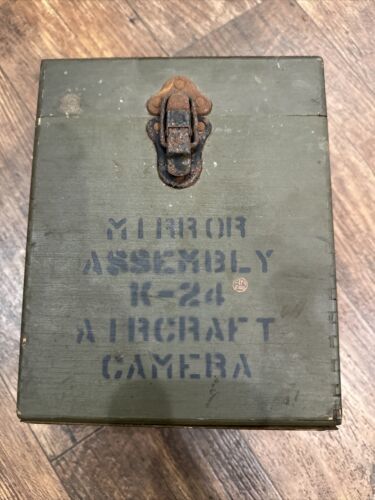 MIRROR
ASSEMBLY
K-24
AIRCRAFT
CAMERA